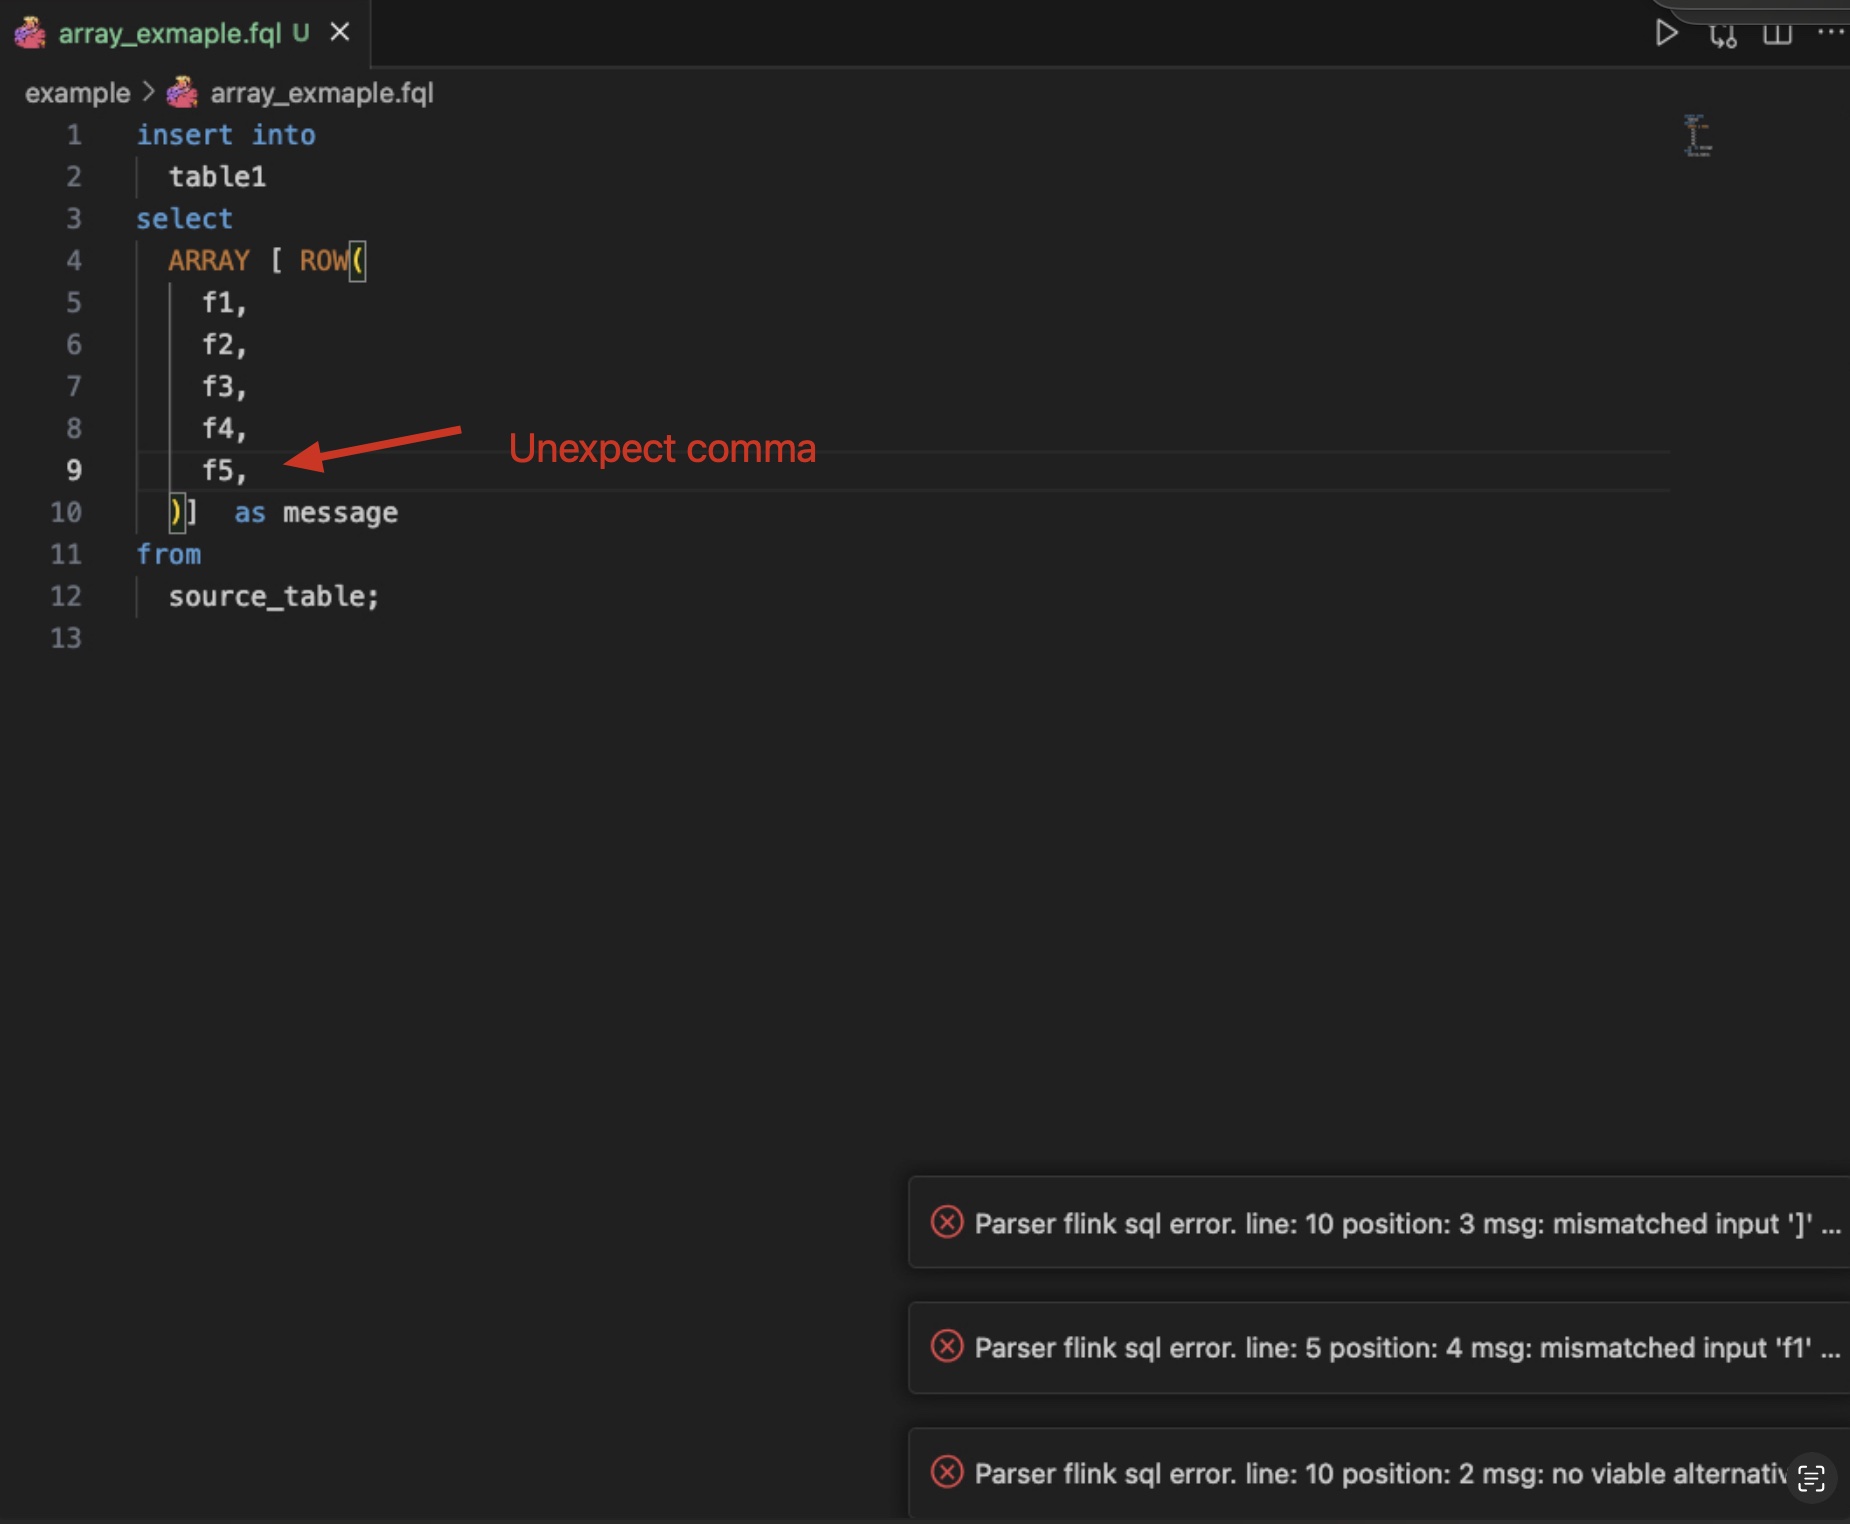 array_exmaple.fql U
example > array_exmaple.fql
1 insert into
2 table1
3 select
4 ARRAY [ ROW(
5 f1,
6 f2,
7 f3,
8 f4,
Unexpect comma
9 f5,
10 )] as message
11 from
12 source_table;
13
Parser flink sql error. line: 10 position: 3 msg: mismatched input ']' ...
Parser flink sql error. line: 5 position: 4 msg: mismatched input 'f1' ...
Parser flink sql error. line: 10 position: 2 msg: no viable